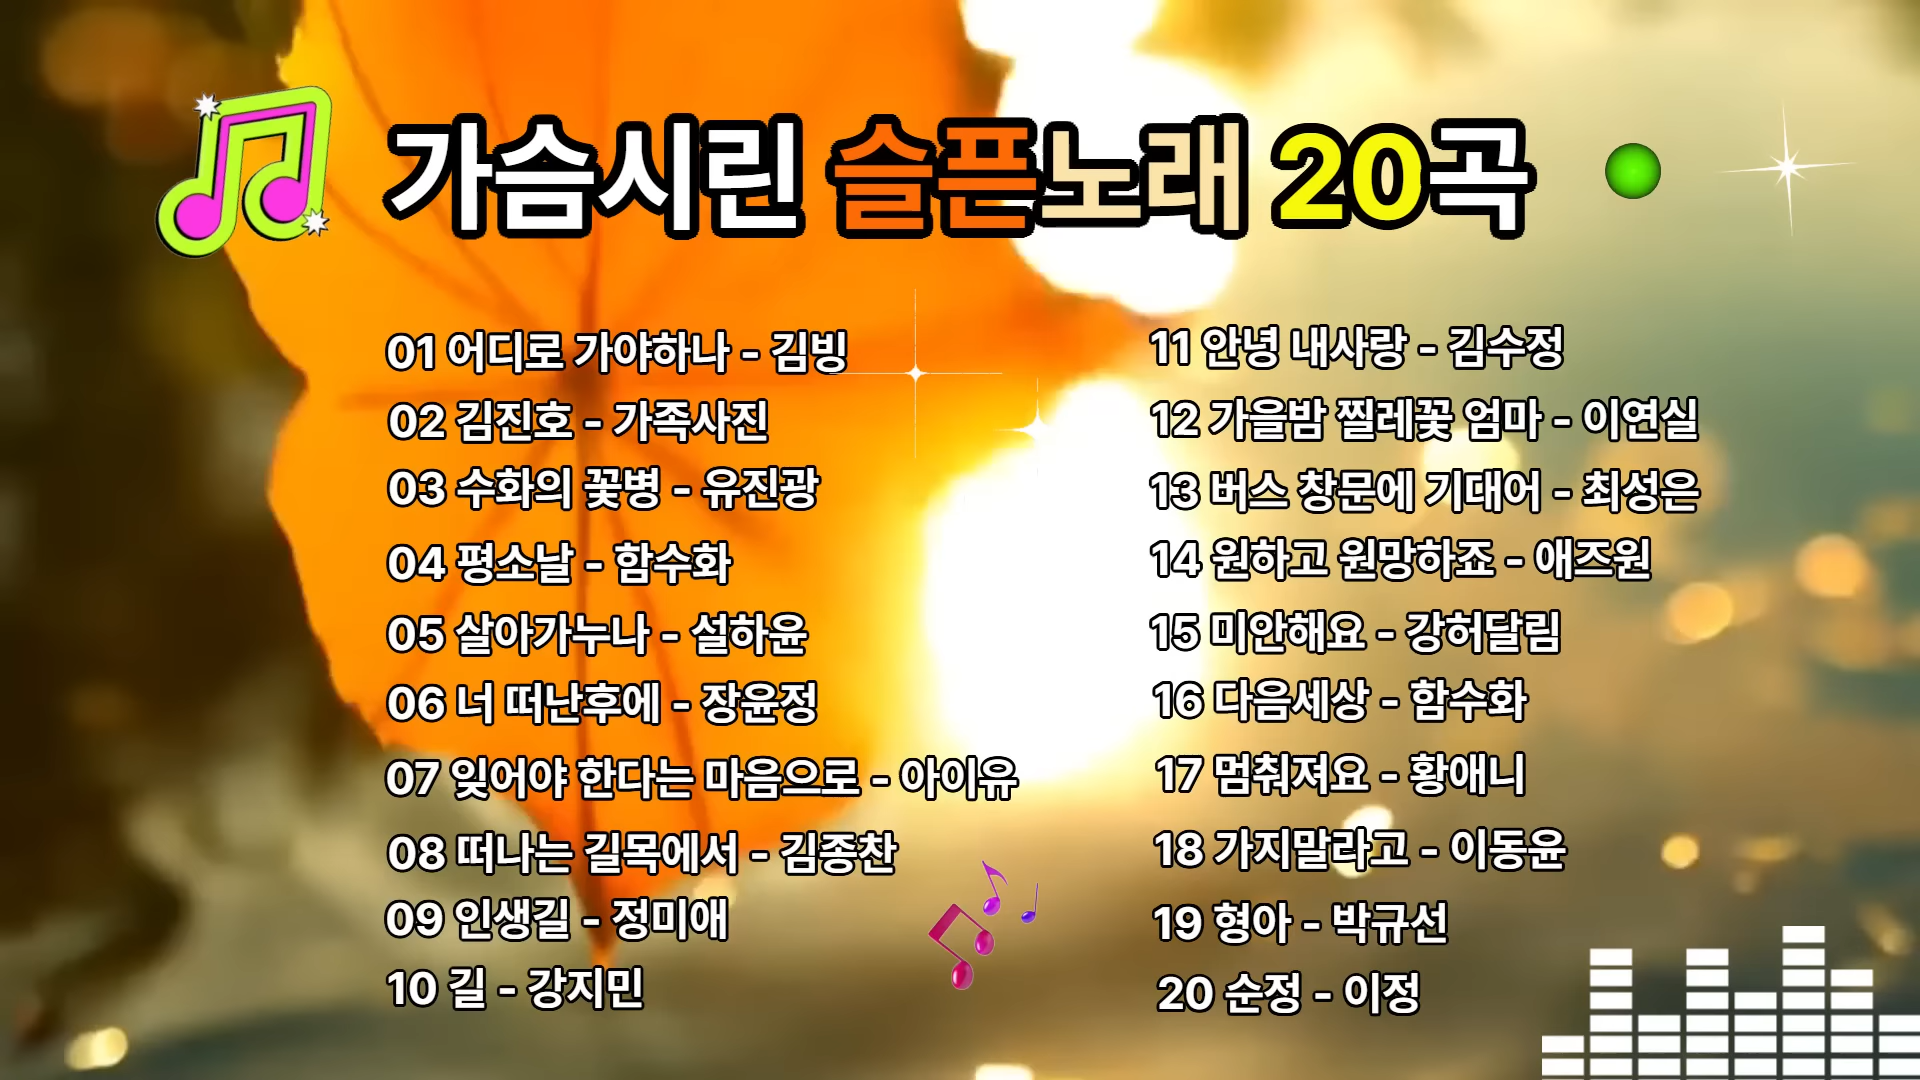 가슴시린 슬픈노래 20곡
01 어디로 가야하나 - 김빙
02 김진호 - 가족사진
03 수화의 꽃병 - 유진광
04 평소날 - 함수화
05 살아가누나 - 설하윤
06 너 떠난후에 - 장윤정
07 잊어야 한다는 마음으로 - 아이유
08 떠나는 길목에서 - 김종찬
09 인생길 - 정미애
10 길 - 강지민
11 안녕 내사랑 - 김수정
12 가을밤 찔레꽃 엄마 - 이연실
13 버스 창문에 기대어 - 최성은
14 원하고 원망하죠 - 애즈원
15 미안해요 - 강허달림
16 다음세상 - 함수화
17 멈춰져요 - 황애니
18 가지말라고 - 이동윤
19 형아 - 박규선
20 순정 - 이정